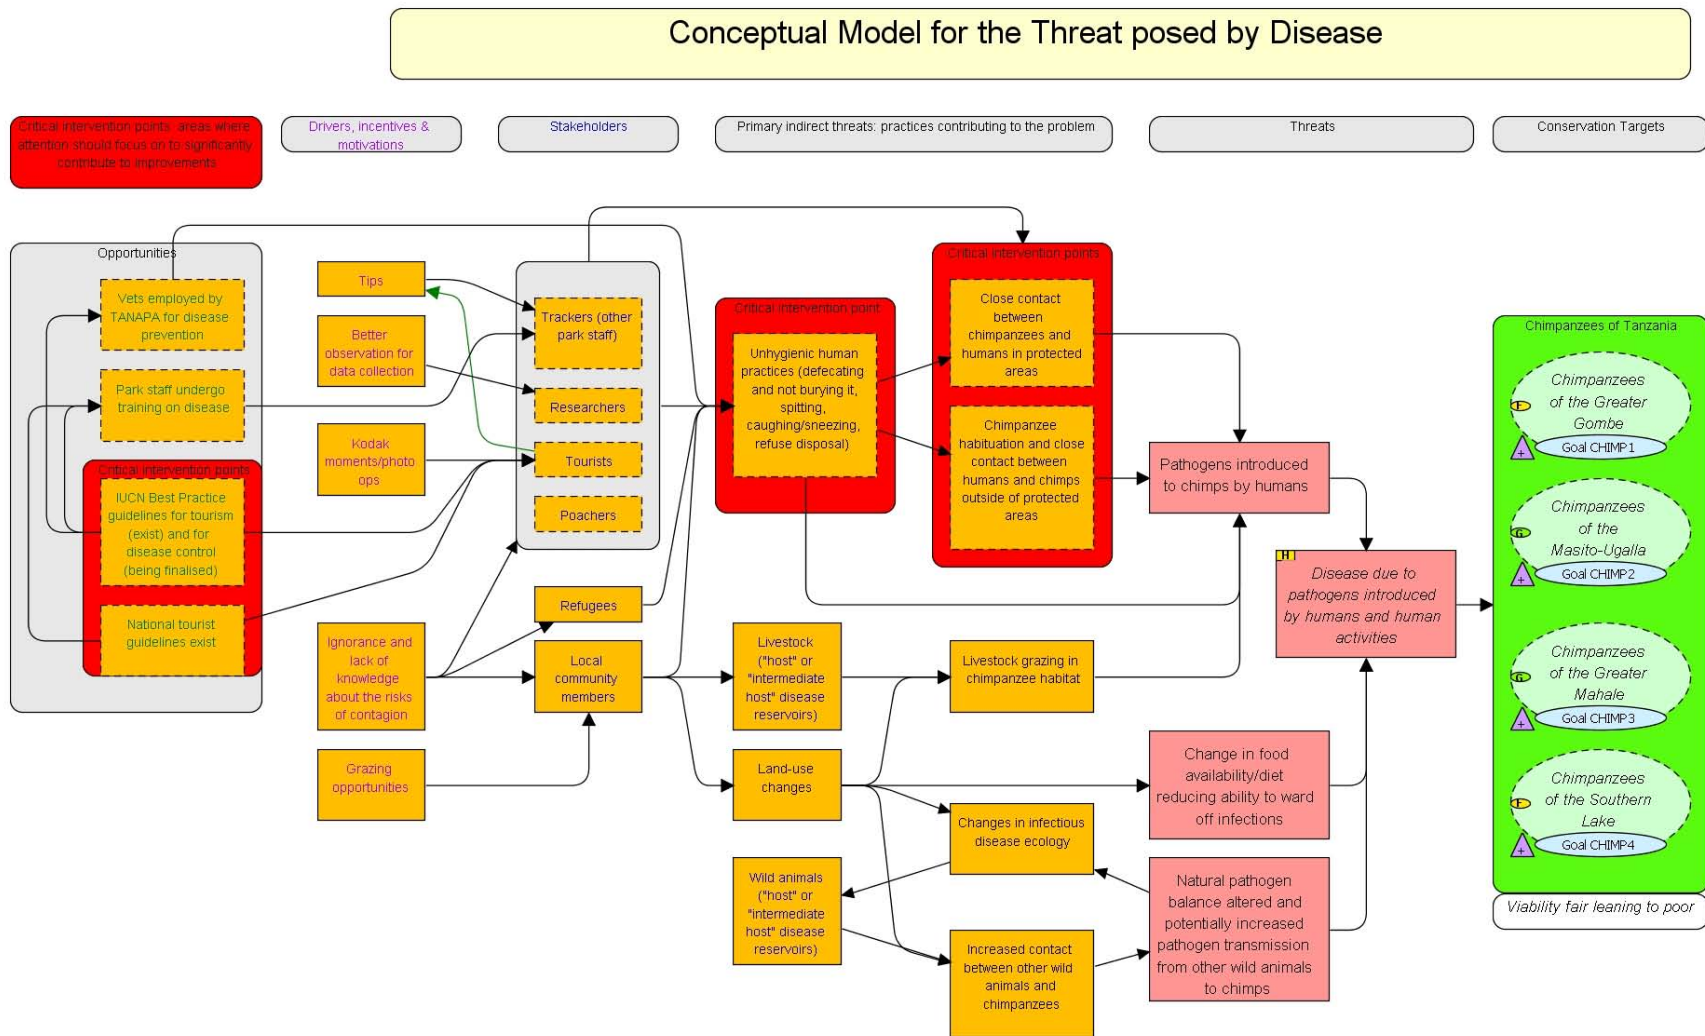 Conceptual Model for the Threat posed by Disease
Critical intervention points: areas where
attention should focus on to significantly
contribute to improvements
Drivers, incentives &
motivations
Stakeholders
Primary indirect threats: practices contributing to the problem
Threats
Conservation Targets
Opportunities
Vets employed by
TANAPA for disease
prevention
Park staff undergo
training on disease
Critical intervention points
IUCN Best Practice
guidelines for tourism
(exist) and for
disease control
(being finalised)
National tourist
guidelines exist
Tips
Better
observation for
data collection
Kodak
moments/photo
ops
Ignorance and
lack of
knowledge
about the risks
of contagion
Grazing
opportunities
Trackers (other
park staff)
Researchers
Tourists
Poachers
Refugees
Local
community
members
Critical intervention point
Unhygienic human
practices (defecating
and not burying it,
spitting,
caughing/sneezing,
refuse disposal)
Livestock
("host" or
"intermediate
host" disease
reservoirs)
Land-use
changes
Wild animals
("host" or
"intermediate
host" disease
reservoirs)
Critical intervention points
Close contact
between
chimpanzees and
humans in protected
areas
Chimpanzee
habituation and close
contact between
humans and chimps
outside of protected
areas
Livestock grazing in
chimpanzee habitat
Changes in infectious
disease ecology
Increased contact
between other wild
animals and
chimpanzees
Pathogens introduced
to chimps by humans
Change in food
availability/diet
reducing ability to ward
off infections
Natural pathogen
balance altered and
potentially increased
pathogen transmission
from other wild animals
to chimps
H
Disease due to
pathogens introduced
by humans and human
activities
Chimpanzees of Tanzania
Chimpanzees
of the Greater
Gombe
F
+
Goal CHIMP1
Chimpanzees
of the
Masito-Ugalla
G
+
Goal CHIMP2
Chimpanzees
of the Greater
Mahale
G
+
Goal CHIMP3
Chimpanzees
of the Southern
Lake
F
+
Goal CHIMP4
Viability fair leaning to poor